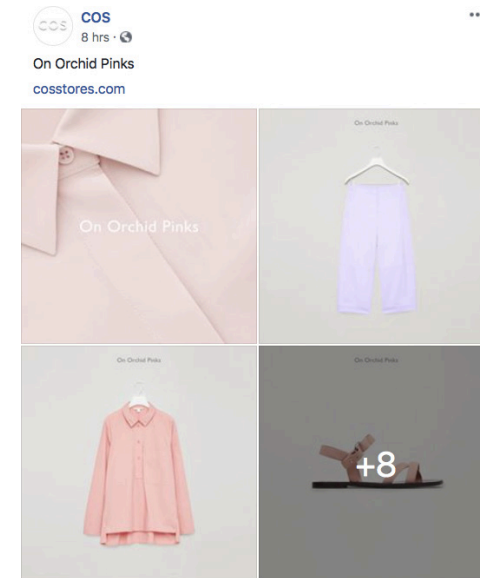 COS
COS
8 hrs
On Orchid Pinks
cosstores.com
On Orchid Pinks
On Orchid Pinks
On Orchid Pinks
On Orchid Pinks
+8